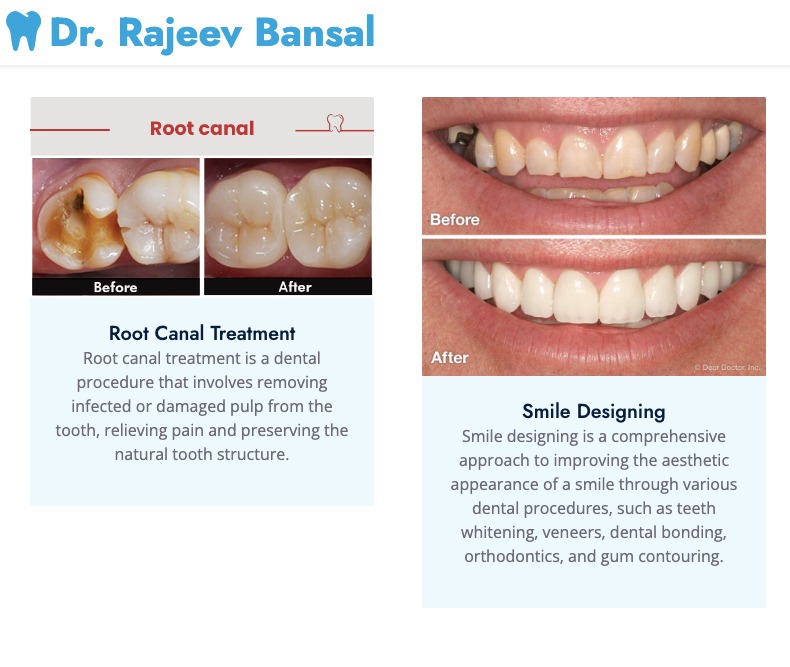 Dr. Rajeev Bansal
Root canal
Before
After
Root Canal Treatment
Root canal treatment is a dental
procedure that involves removing
infected or damaged pulp from the
tooth, relieving pain and preserving the
natural tooth structure.
Before
After
© Dear Doctor, Inc.
Smile Designing
Smile designing is a comprehensive
approach to improving the aesthetic
appearance of a smile through various
dental procedures, such as teeth
whitening, veneers, dental bonding,
orthodontics, and gum contouring.